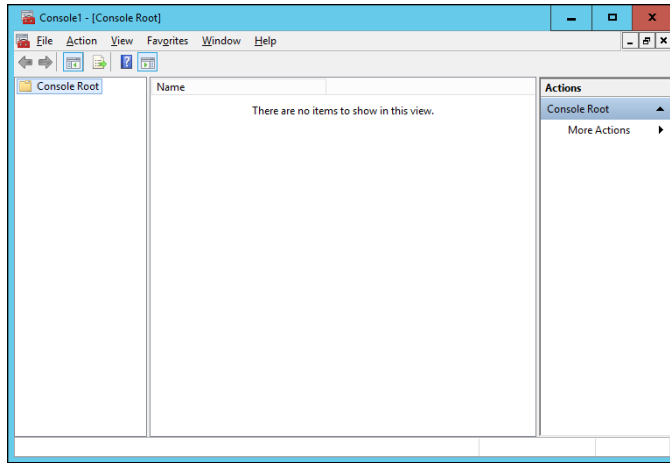 Console1 - [Console Root]
File Action View Favorites Window Help
Console Root
Name
There are no items to show in this view.
Actions
Console Root
More Actions